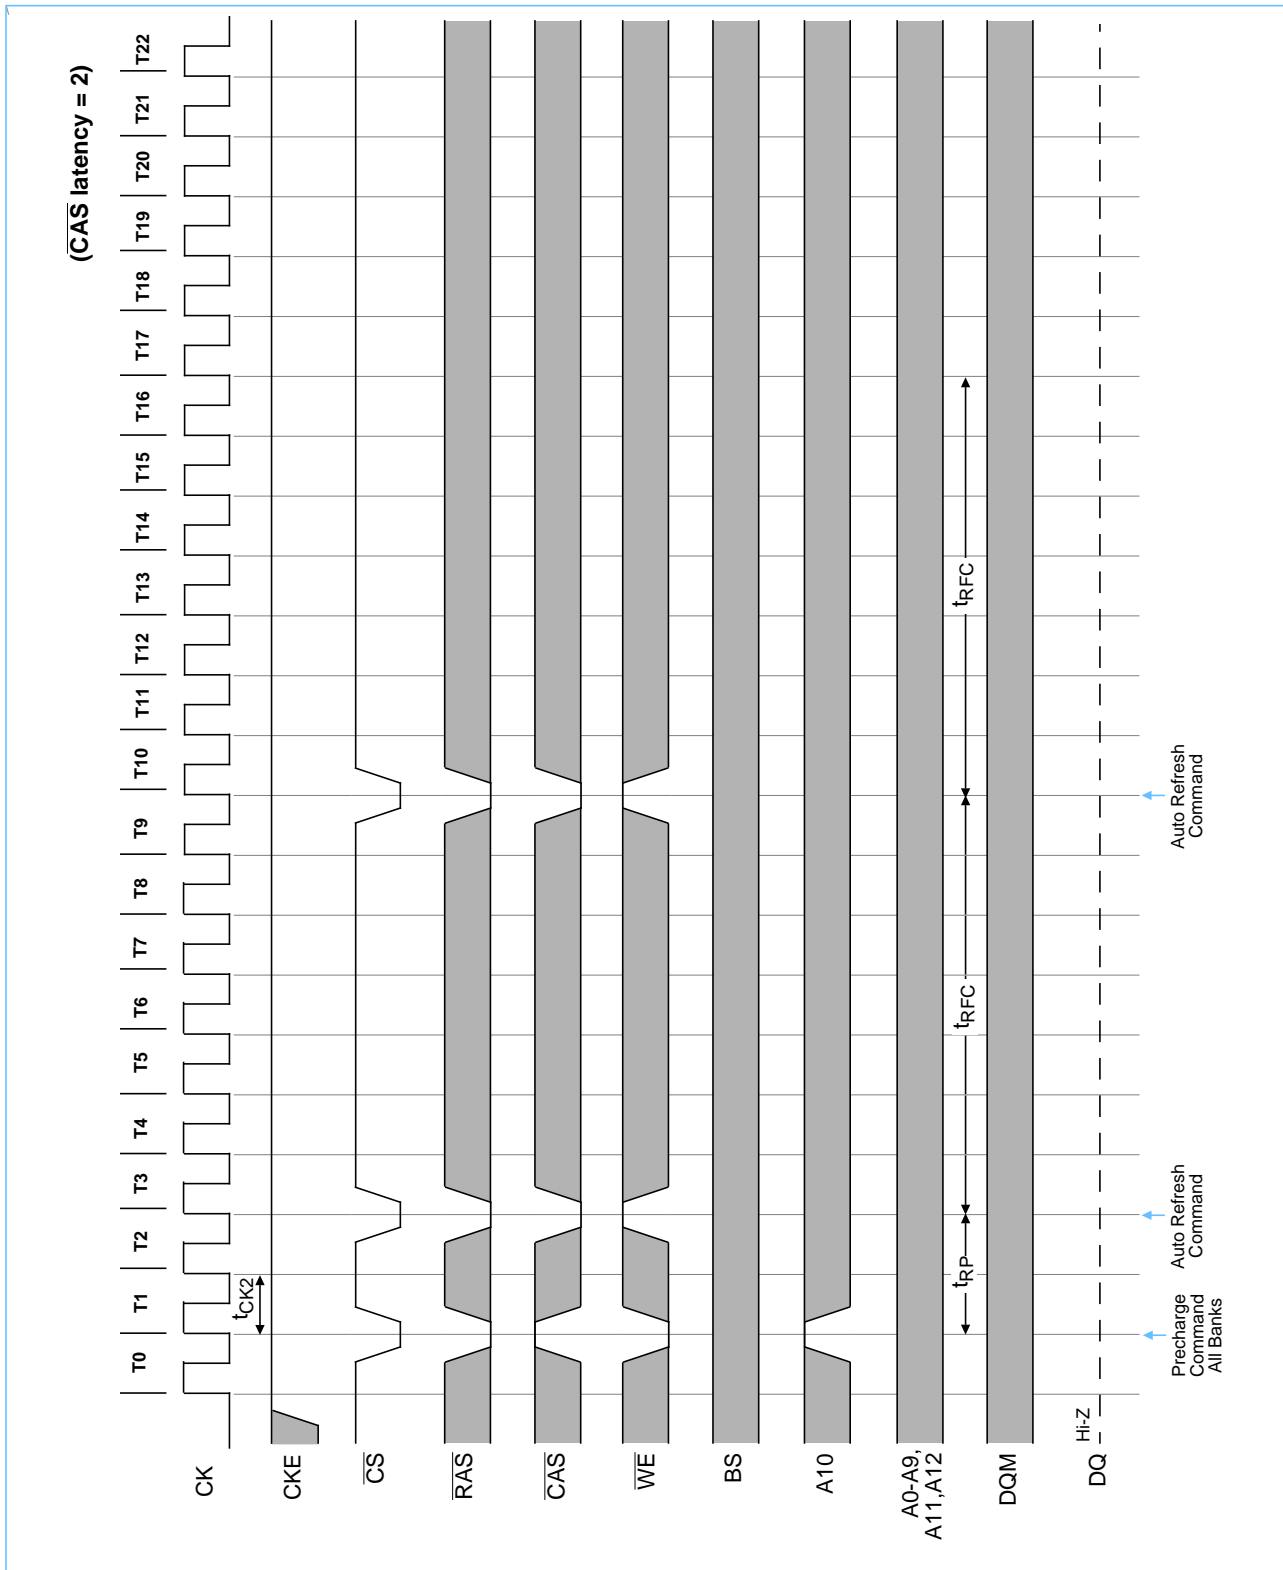 (CAS latency = 2)
T0 T1 T2 T3 T4 T5 T6 T7 T8 T9 T10 T11 T12 T13 T14 T15 T16 T17 T18 T19 T20 T21 T22
CK
tCK2
CKE
CS
RAS
CAS
WE
BS
A10
A0-A9,
A11,A12
tRP
tRFC
tRFC
DQM
Hi-Z
DQ
Precharge
Command
All Banks
Auto Refresh
Command
Auto Refresh
Command